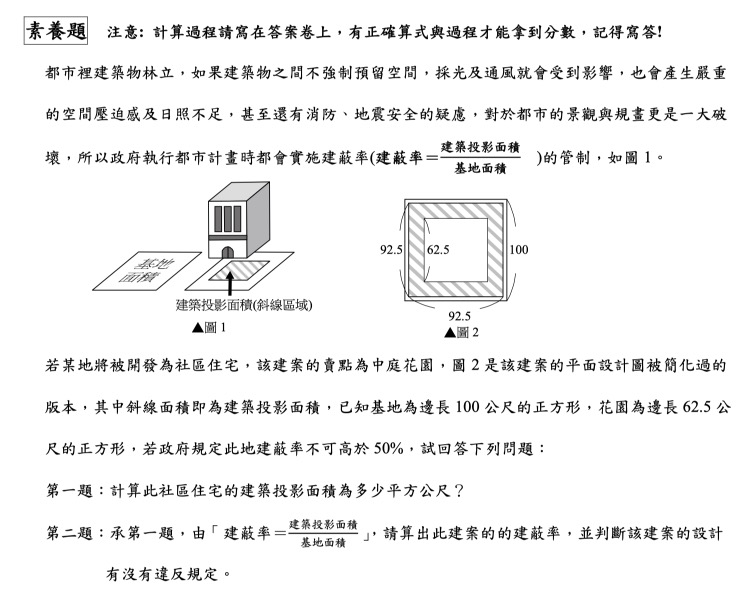 素養題 注意: 計算過程請寫在答案卷上，有正確算式與過程才能拿到分數，記得寫答!
都市裡建築物林立，如果建築物之間不強制預留空間，採光及通風就會受到影響，也會產生嚴重
的空間壓迫感及日照不足，甚至還有消防、地震安全的疑慮，對於都市的景觀與規畫更是一大破
壞，所以政府執行都市計畫時都會實施建蔽率(建蔽率＝建築投影面積/基地面積)的管制，如圖 1。
基地
面積
建築投影面積(斜線區域)
▲圖 1
92.5
62.5
100
92.5
▲圖 2
若某地將被開發為社區住宅，該建案的賣點為中庭花園，圖 2 是該建案的平面設計圖被簡化過的
版本，其中斜線面積即為建築投影面積，已知基地為邊長 100 公尺的正方形，花園為邊長 62.5 公
尺的正方形，若政府規定此地建蔽率不可高於 50%，試回答下列問題：
第一題：計算此社區住宅的建築投影面積為多少平方公尺？
第二題：承第一題，由「建蔽率＝建築投影面積/基地面積」，請算出此建案的的建蔽率，並判斷該建案的設計
有沒有違反規定。